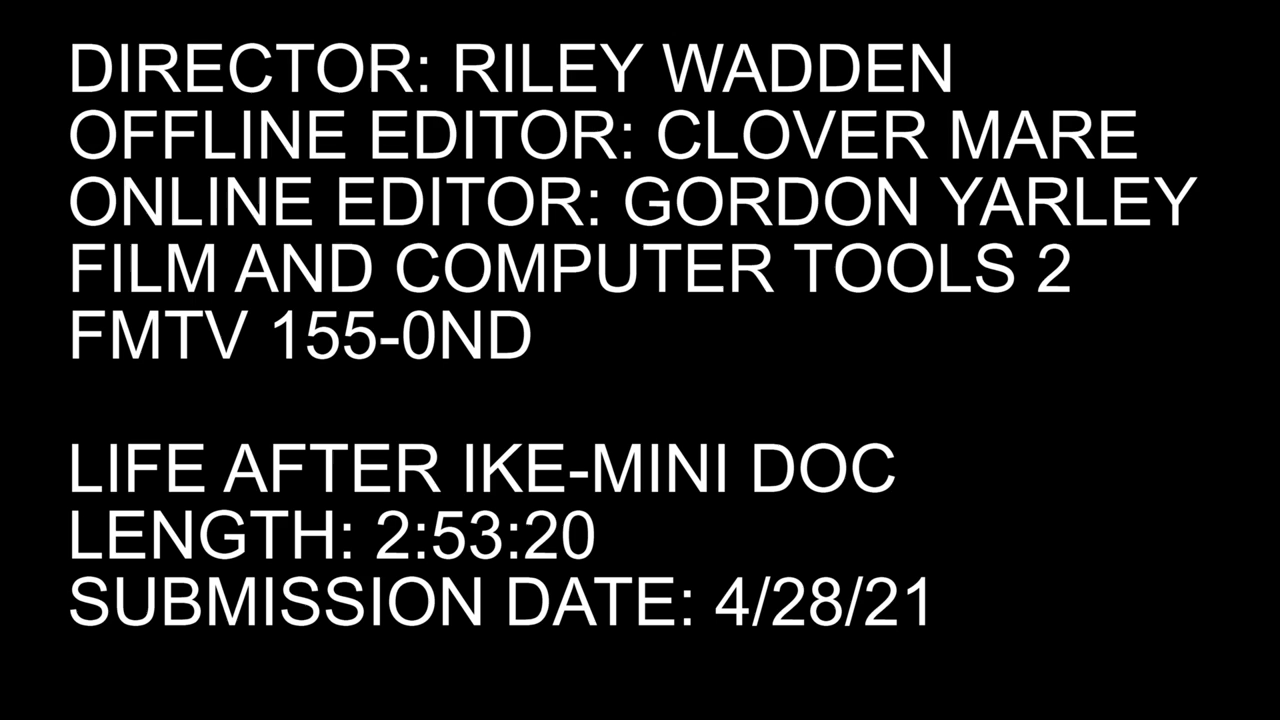 DIRECTOR: RILEY WADDEN
OFFLINE EDITOR: CLOVER MARE
ONLINE EDITOR: GORDON YARLEY
FILM AND COMPUTER TOOLS 2
FMTV 155-0ND
LIFE AFTER IKE-MINI DOC
LENGTH: 2:53:20
SUBMISSION DATE: 4/28/21